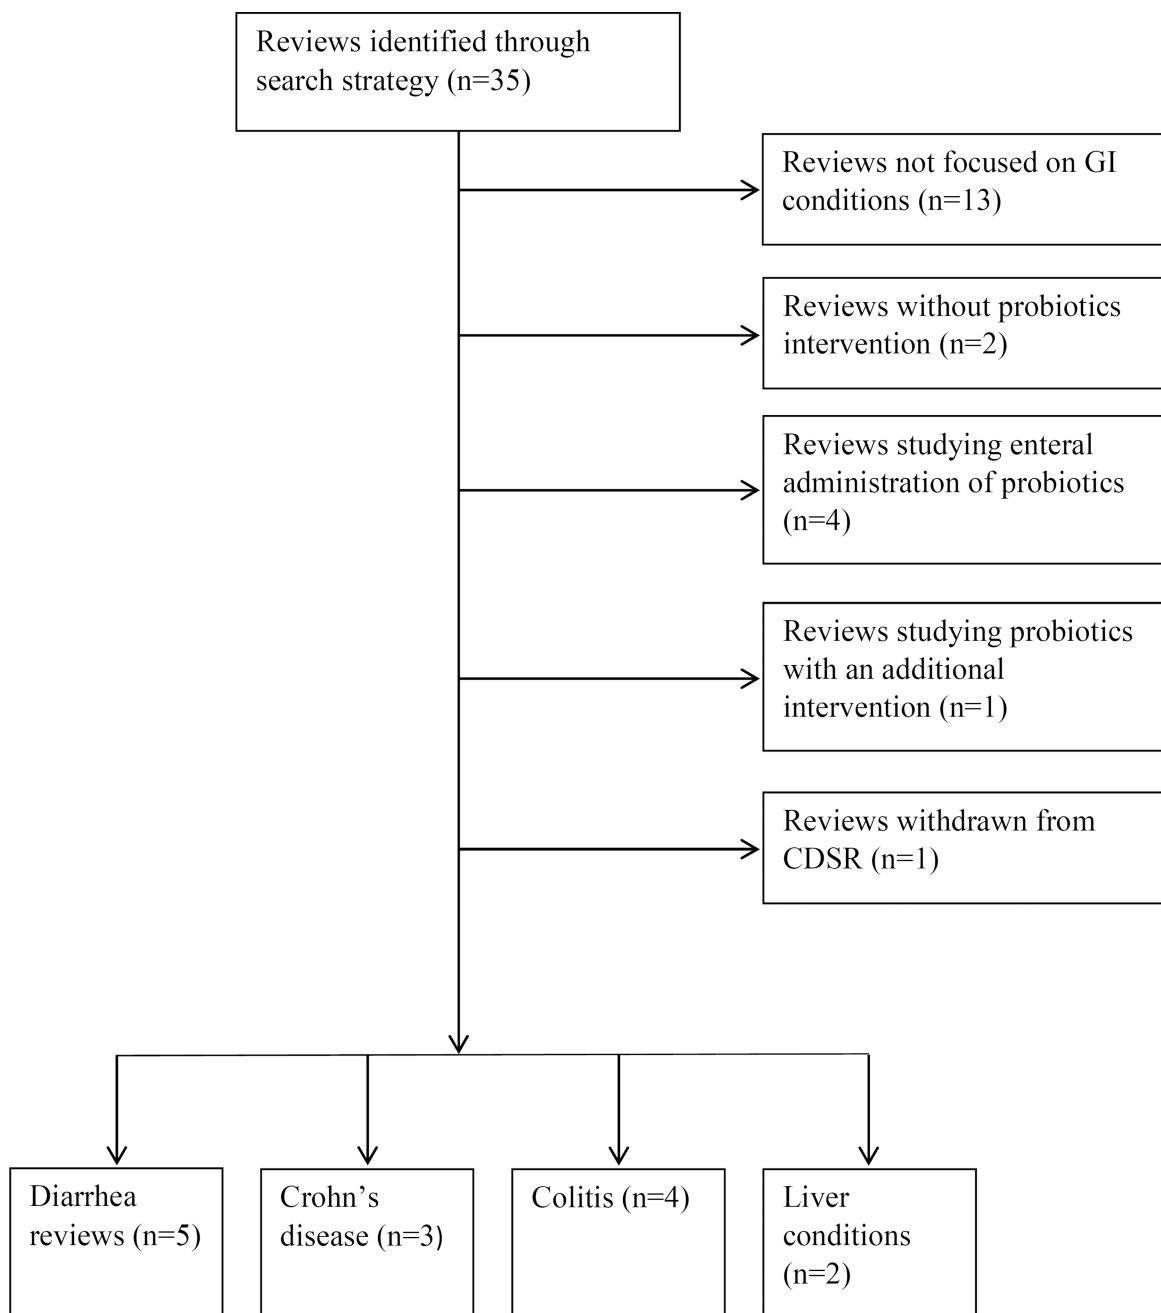 Reviews identified through
search strategy (n=35)
Reviews not focused on GI
conditions (n=13)
Reviews without probiotics
intervention (n=2)
Reviews studying enteral
administration of probiotics
(n=4)
Reviews studying probiotics
with an additional
intervention (n=1)
Reviews withdrawn from
CDSR (n=1)
Diarrhea
reviews (n=5)
Crohn’s
disease (n=3)
Colitis (n=4)
Liver
conditions
(n=2)